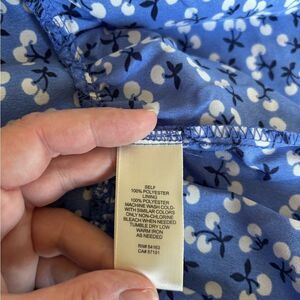 SELF
100% POLYESTER
LINING
100% POLYESTER
MACHINE WASH COLD-
WITH SIMILAR COLORS
ONLY NON-CHLORINE
BLEACH WHEN NEEDED
TUMBLE DRY LOW
WARM IRON
AS NEEDED
RN# 54163
CA# 57151